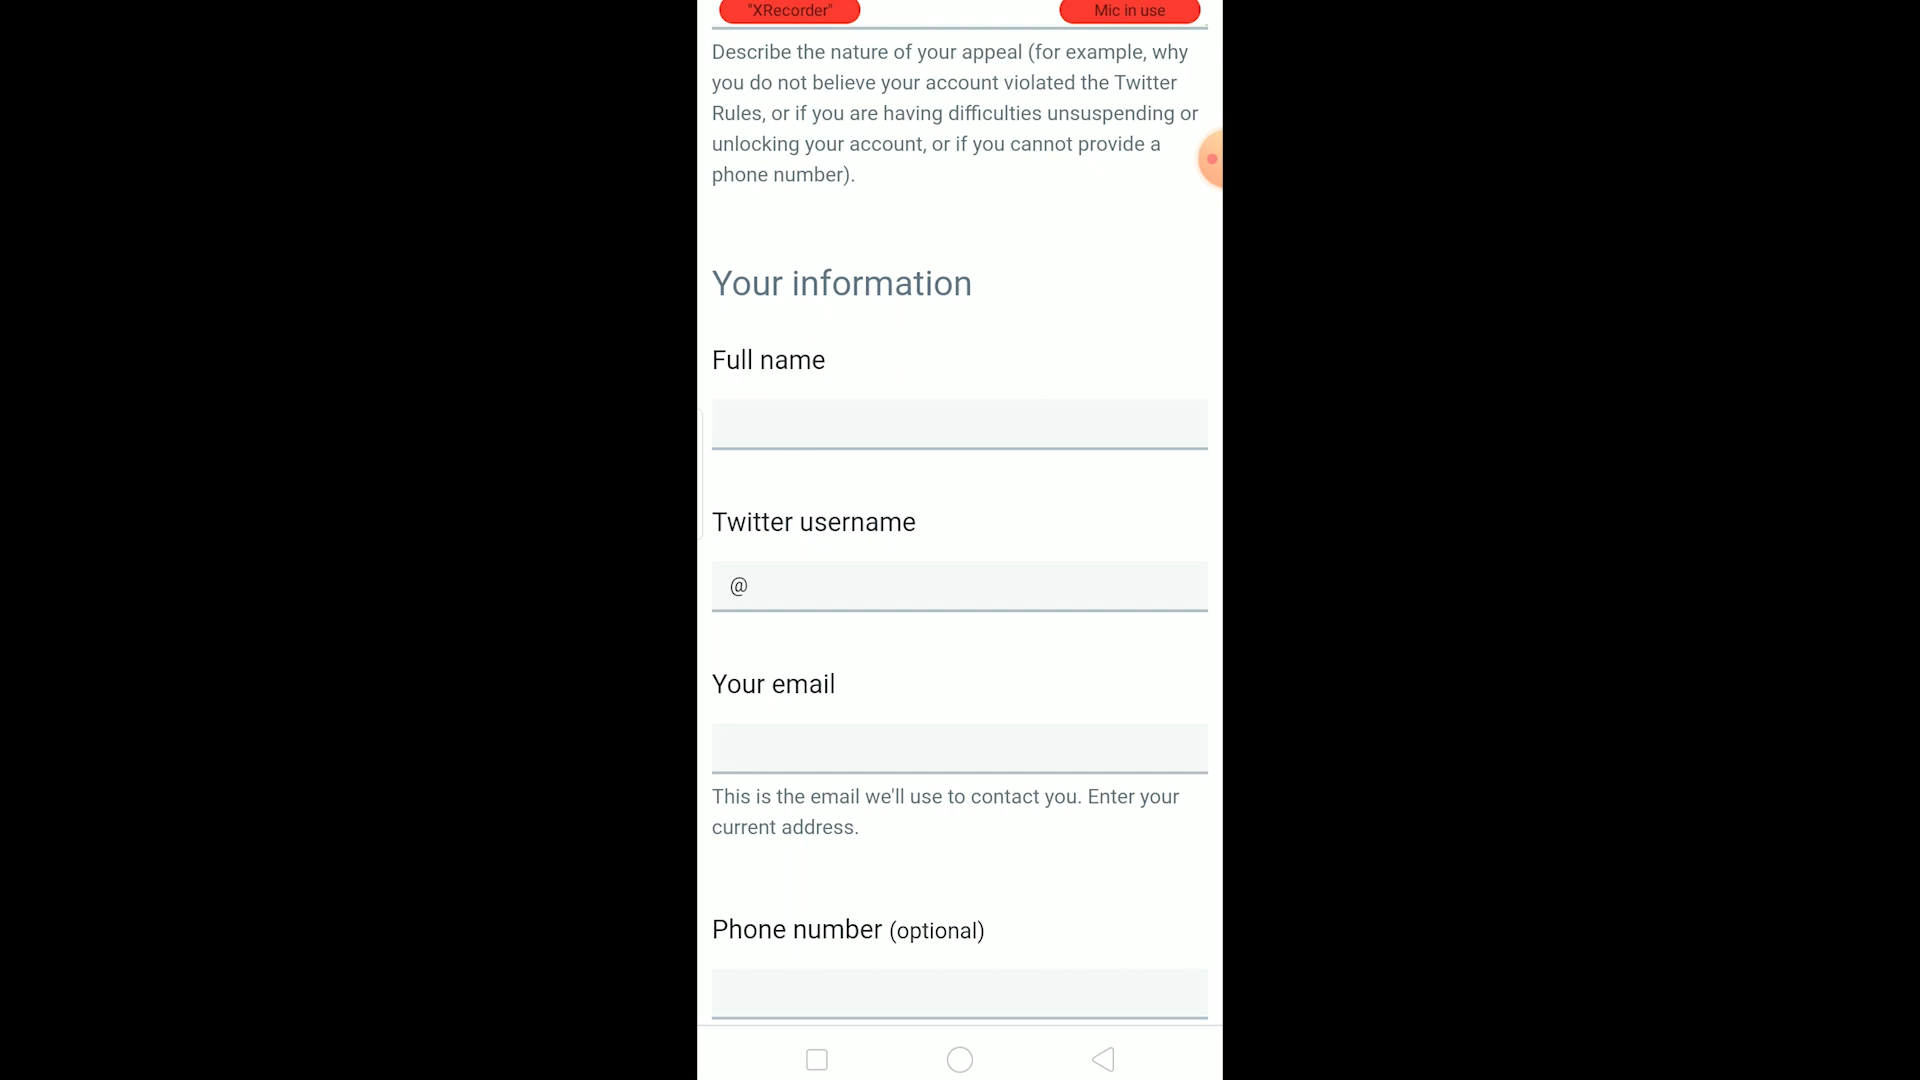 "XRecorder"
Mic in use
Describe the nature of your appeal (for example, why
you do not believe your account violated the Twitter
Rules, or if you are having difficulties unsuspending or
unlocking your account, or if you cannot provide a
phone number).
Your information
Full name
Twitter username
@
Your email
This is the email we'll use to contact you. Enter your
current address.
Phone number (optional)